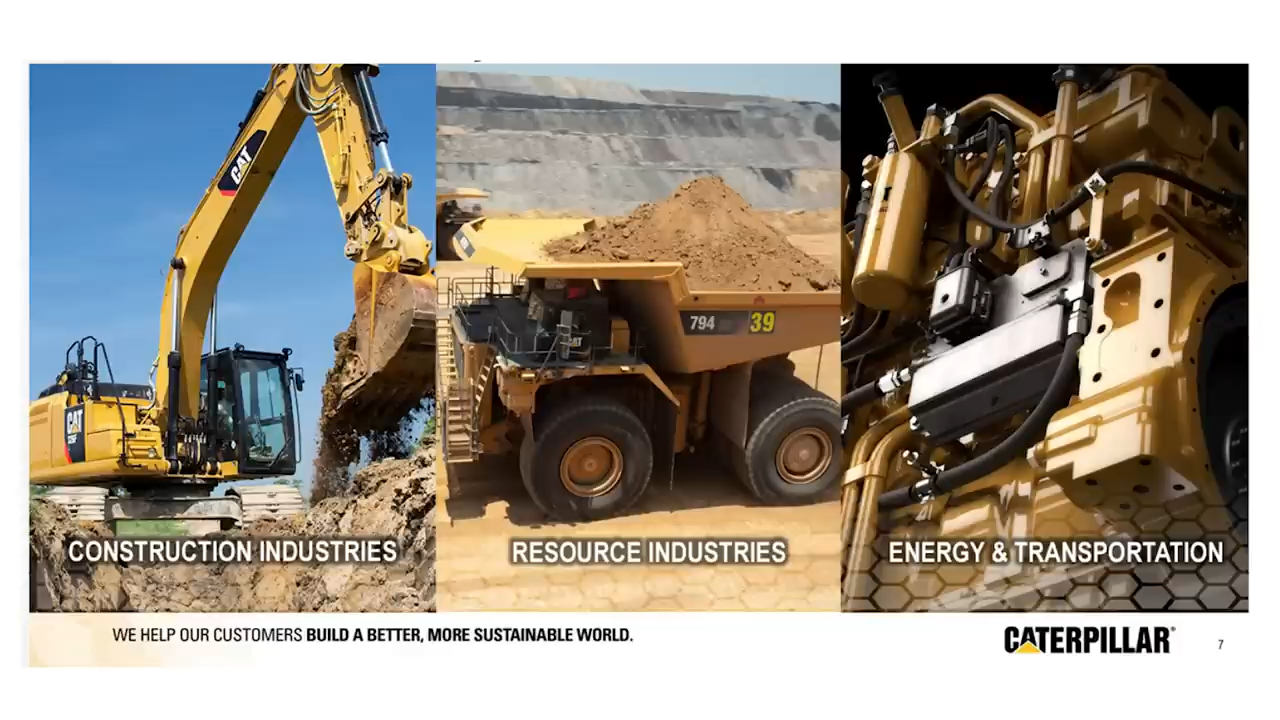 CAT
CAT
794 39
CAT
CONSTRUCTION INDUSTRIES
RESOURCE INDUSTRIES
ENERGY & TRANSPORTATION
WE HELP OUR CUSTOMERS BUILD A BETTER, MORE SUSTAINABLE WORLD.
CATERPILLAR®
7